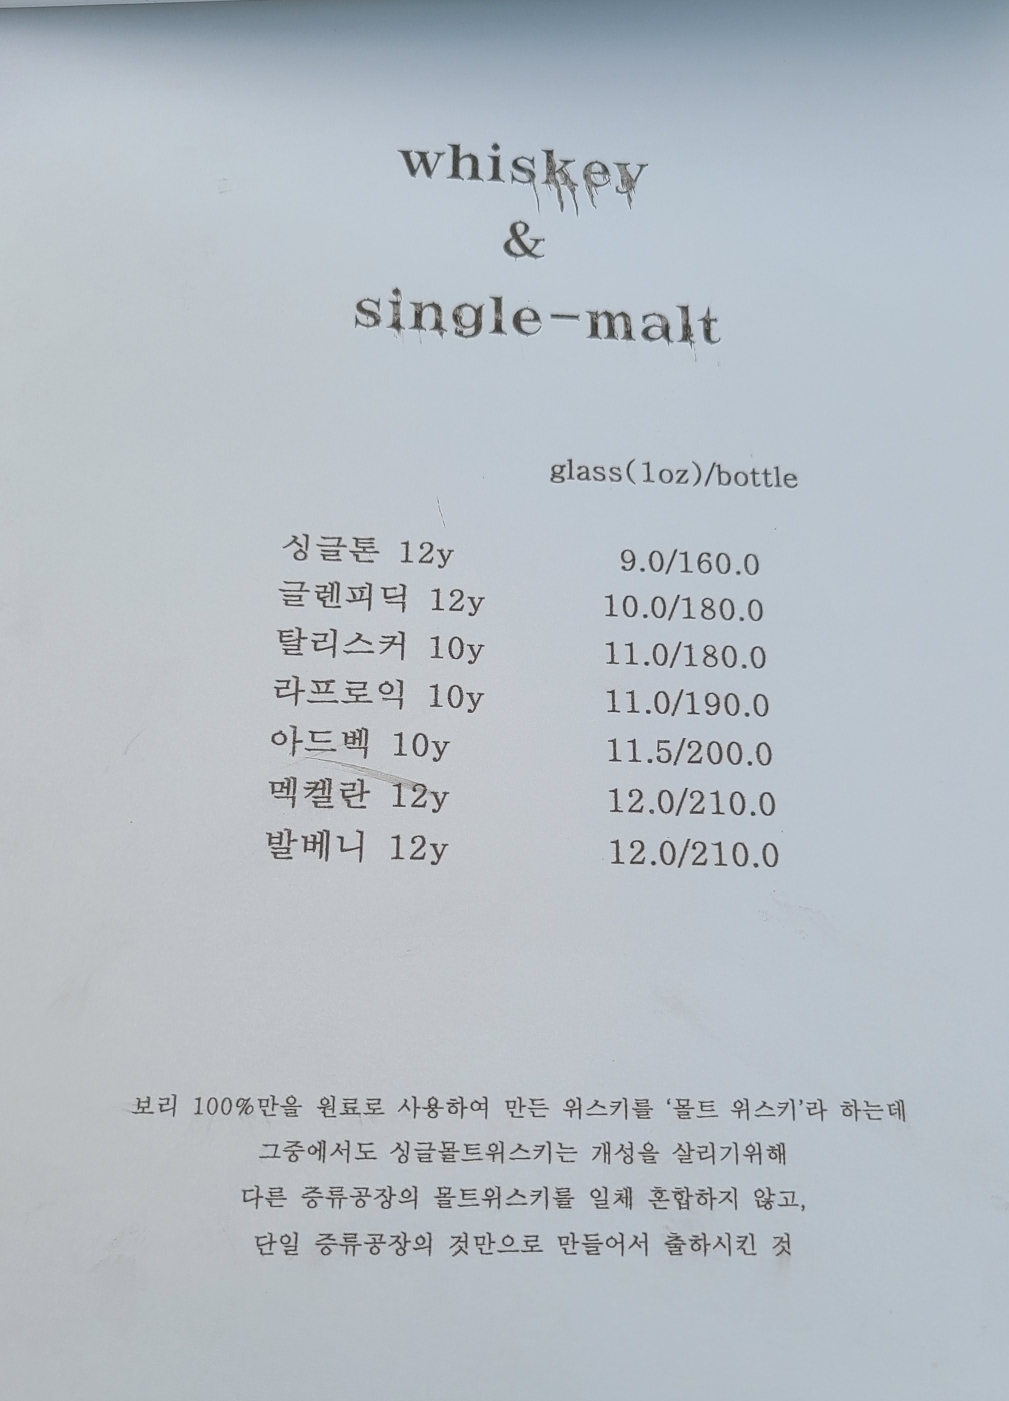 whiskey
&
single-malt
glass(1oz)/bottle
싱글톤 12y 9.0/160.0
글렌피딕 12y 10.0/180.0
탈리스커 10y 11.0/180.0
라프로익 10y 11.0/190.0
아드벡 10y 11.5/200.0
멕켈란 12y 12.0/210.0
발베니 12y 12.0/210.0
보리 100%만을 원료로 사용하여 만든 위스키를 ‘몰트 위스키’라 하는데
그중에서도 싱글몰트위스키는 개성을 살리기위해
다른 증류공장의 몰트위스키를 일체 혼합하지 않고,
단일 증류공장의 것만으로 만들어서 출하시킨 것